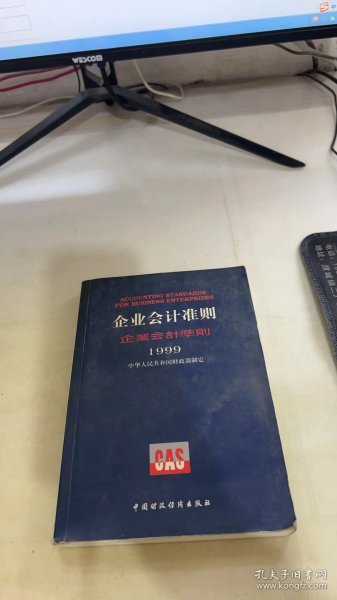 WESCOM
ACCOUNTING STANDARDS
FOR BUSINESS ENTERPRISES
企业会计准则
企業会計準則
1999
中华人民共和国财政部制定
CAS
中国财政经济出版社
孔夫子旧书网
www.kongfz.com